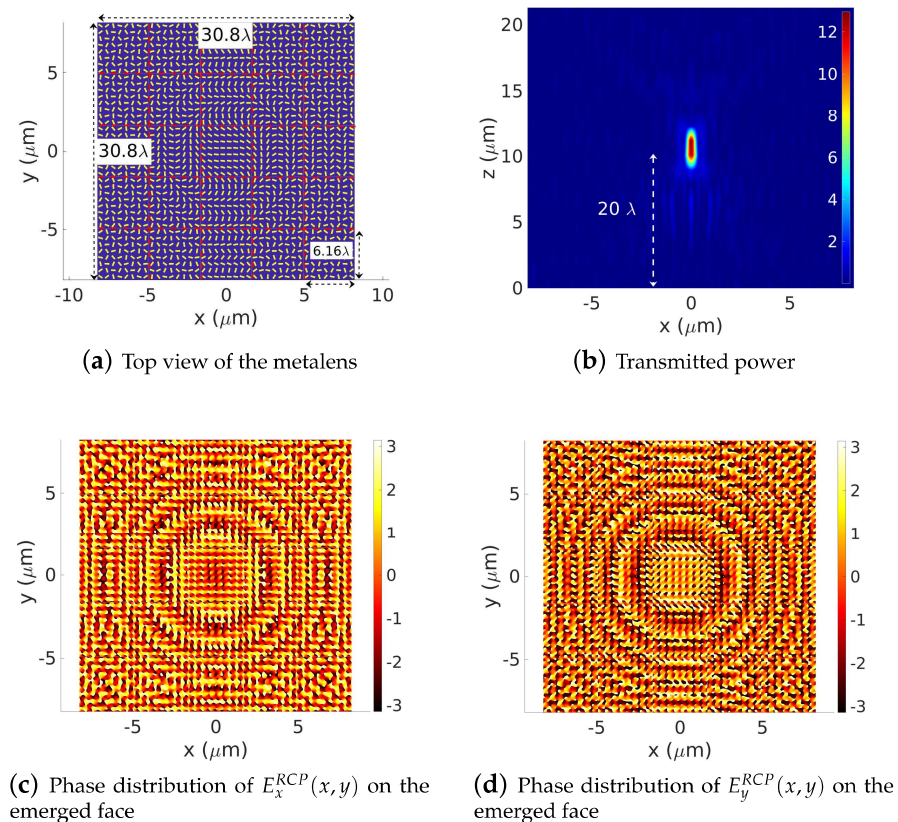 30.8λ
30.8λ
6.16λ
5
0
-5
y (μm)
-10
-5
0
5
10
x (μm)
(a) Top view of the metalens
20
15
10
5
0
z (μm)
20 λ
-5
0
5
x (μm)
12
10
8
6
4
2
(b) Transmitted power
5
0
-5
y (μm)
-5
0
5
x (μm)
3
2
1
0
-1
-2
-3
(c) Phase distribution of E_x^{RCP}(x, y) on the
emerged face
5
0
-5
y (μm)
-5
0
5
x (μm)
3
2
1
0
-1
-2
-3
(d) Phase distribution of E_y^{RCP}(x, y) on the
emerged face